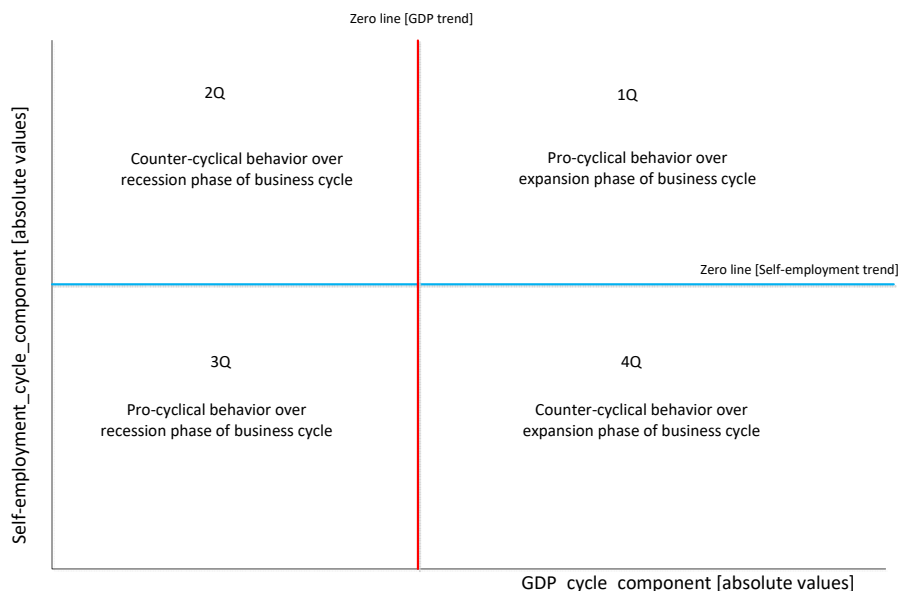 Zero line [GDP trend]
2Q
1Q
Counter-cyclical behavior over
recession phase of business cycle
Pro-cyclical behavior over
expansion phase of business cycle
Self-employment_cycle_component [absolute values]
Zero line [Self-employment trend]
3Q
4Q
Pro-cyclical behavior over
recession phase of business cycle
Counter-cyclical behavior over
expansion phase of business cycle
GDP_cycle_component [absolute values]